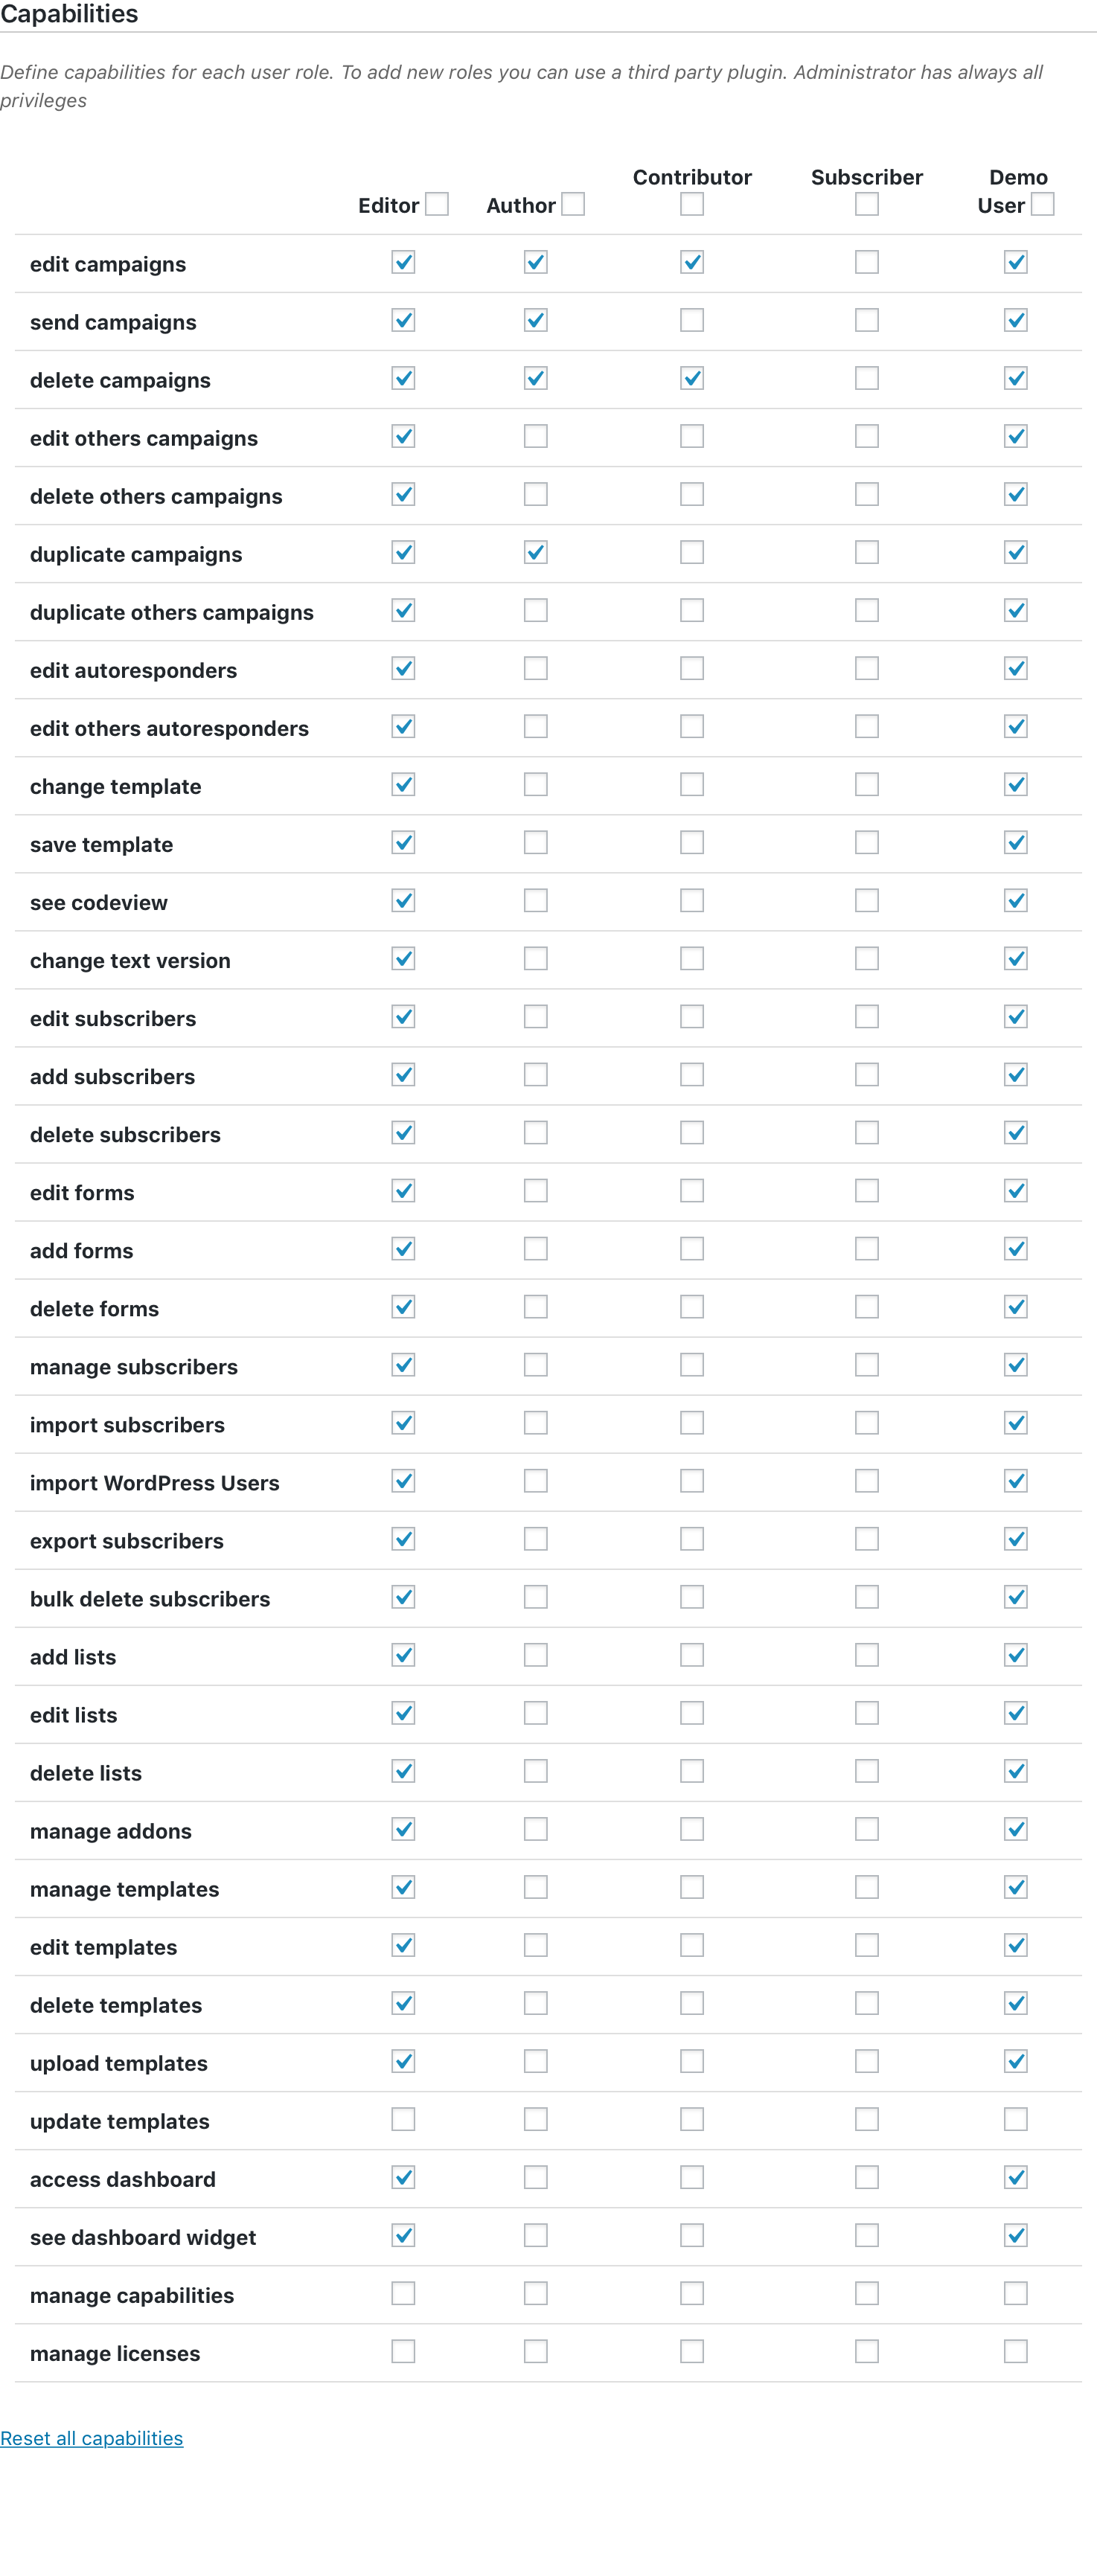 Capabilities
Define capabilities for each user role. To add new roles you can use a third party plugin. Administrator has always all
privileges
Editor Author Contributor Subscriber Demo User
edit campaigns
send campaigns
delete campaigns
edit others campaigns
delete others campaigns
duplicate campaigns
duplicate others campaigns
edit autoresponders
edit others autoresponders
change template
save template
see codeview
change text version
edit subscribers
add subscribers
delete subscribers
edit forms
add forms
delete forms
manage subscribers
import subscribers
import WordPress Users
export subscribers
bulk delete subscribers
add lists
edit lists
delete lists
manage addons
manage templates
edit templates
delete templates
upload templates
update templates
access dashboard
see dashboard widget
manage capabilities
manage licenses
Reset all capabilities